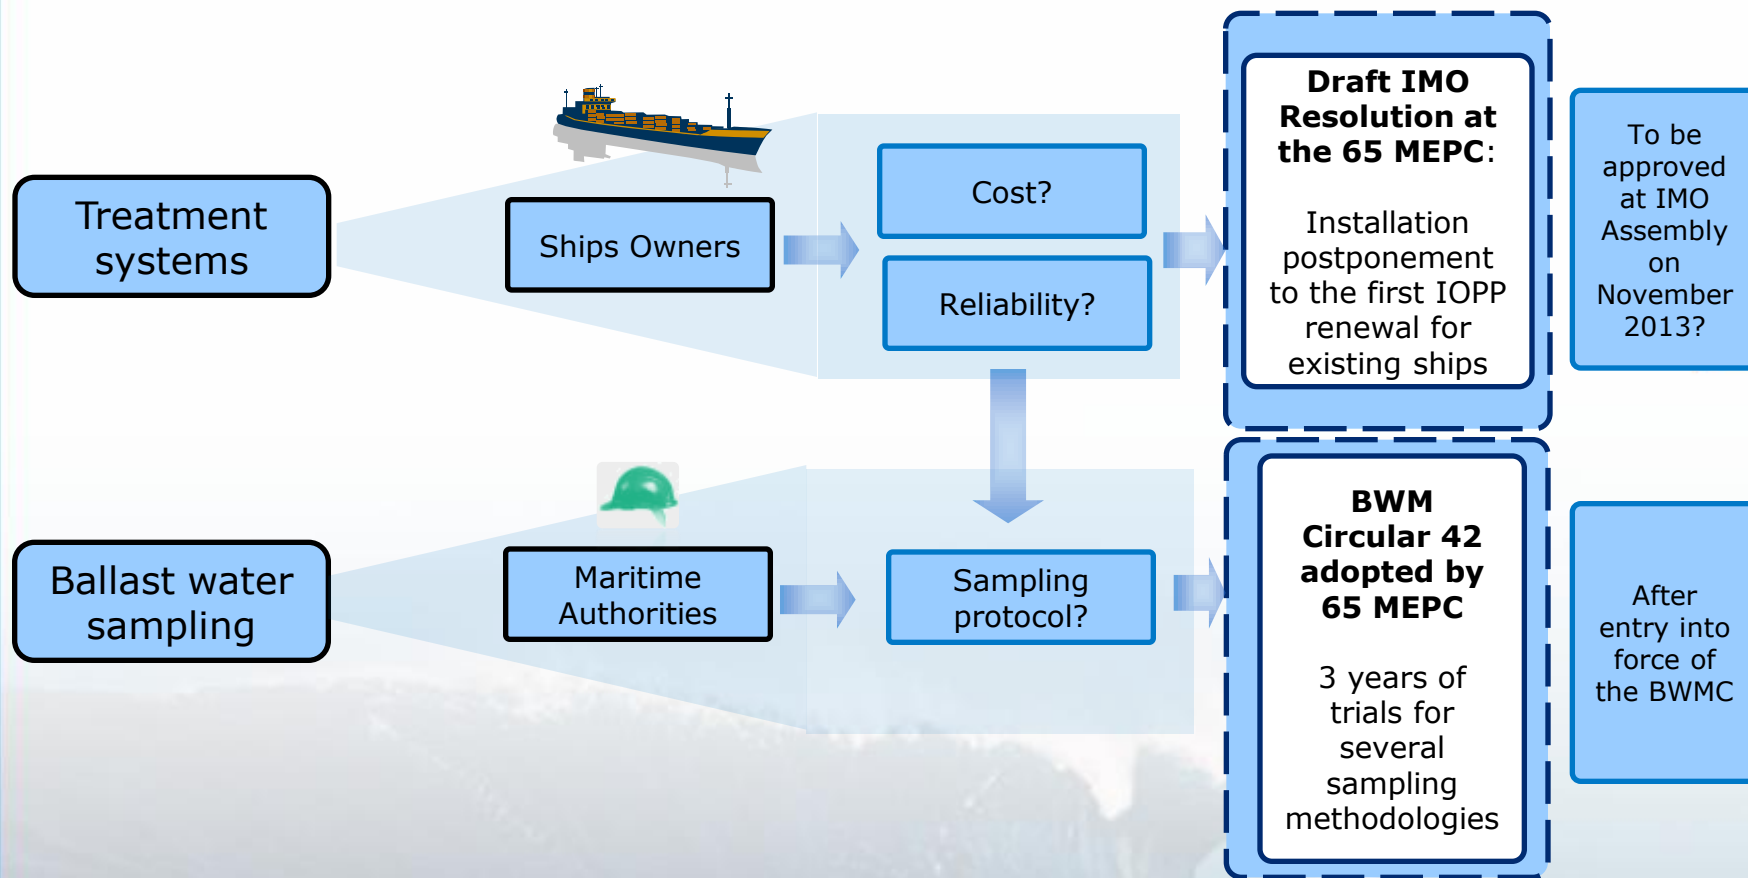 Treatment
systems
Ships Owners
Cost?
Reliability?
Draft IMO
Resolution at
the 65 MEPC:
Installation
postponement
to the first IOPP
renewal for
existing ships
To be
approved
at IMO
Assembly
on
November
2013?
Ballast water
sampling
Maritime
Authorities
Sampling
protocol?
BWM
Circular 42
adopted by
65 MEPC
3 years of
trials for
several
sampling
methodologies
After
entry into
force of
the BWMC